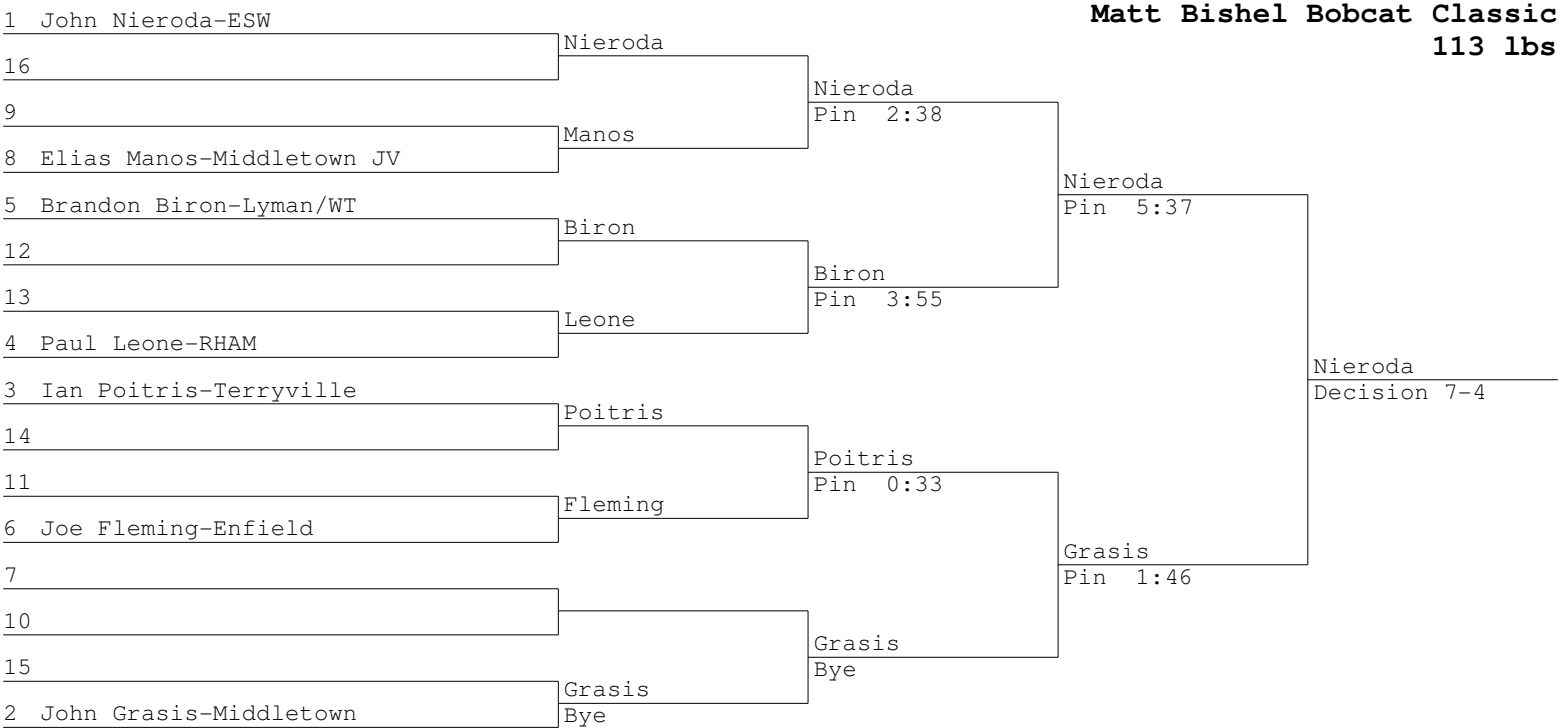 Matt Bishel Bobcat Classic
113 lbs
1 John Nieroda-ESW
Nieroda
16
Nieroda
9
Pin 2:38
Manos
8 Elias Manos-Middletown JV
Nieroda
5 Brandon Biron-Lyman/WT
Pin 5:37
Biron
12
Biron
13
Pin 3:55
Leone
4 Paul Leone-RHAM
Nieroda
3 Ian Poitris-Terryville
Decision 7-4
Poitris
14
Poitris
11
Pin 0:33
Fleming
6 Joe Fleming-Enfield
Grasis
7
Pin 1:46
10
Grasis
15
Bye
Grasis
2 John Grasis-Middletown
Bye